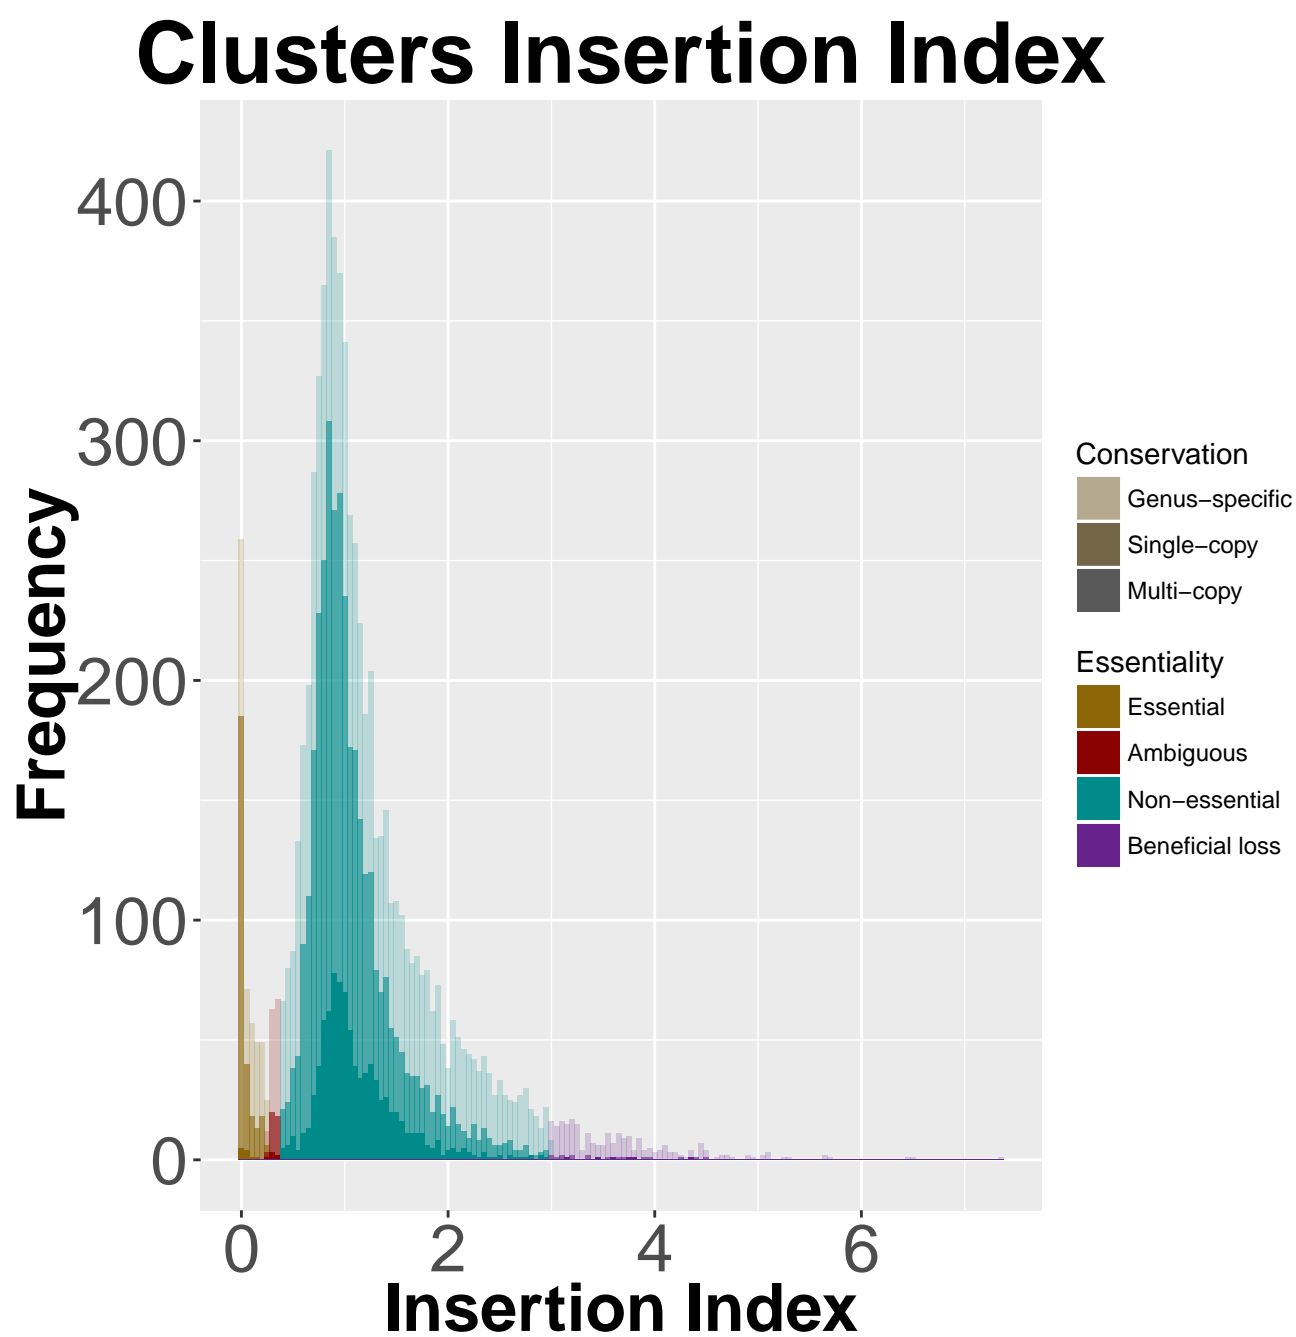 Clusters Insertion Index
400
300
200
100
0
Frequency
0 2 4 6
Insertion Index
Conservation
Genus−specific
Single−copy
Multi−copy
Essentiality
Essential
Ambiguous
Non−essential
Beneficial loss